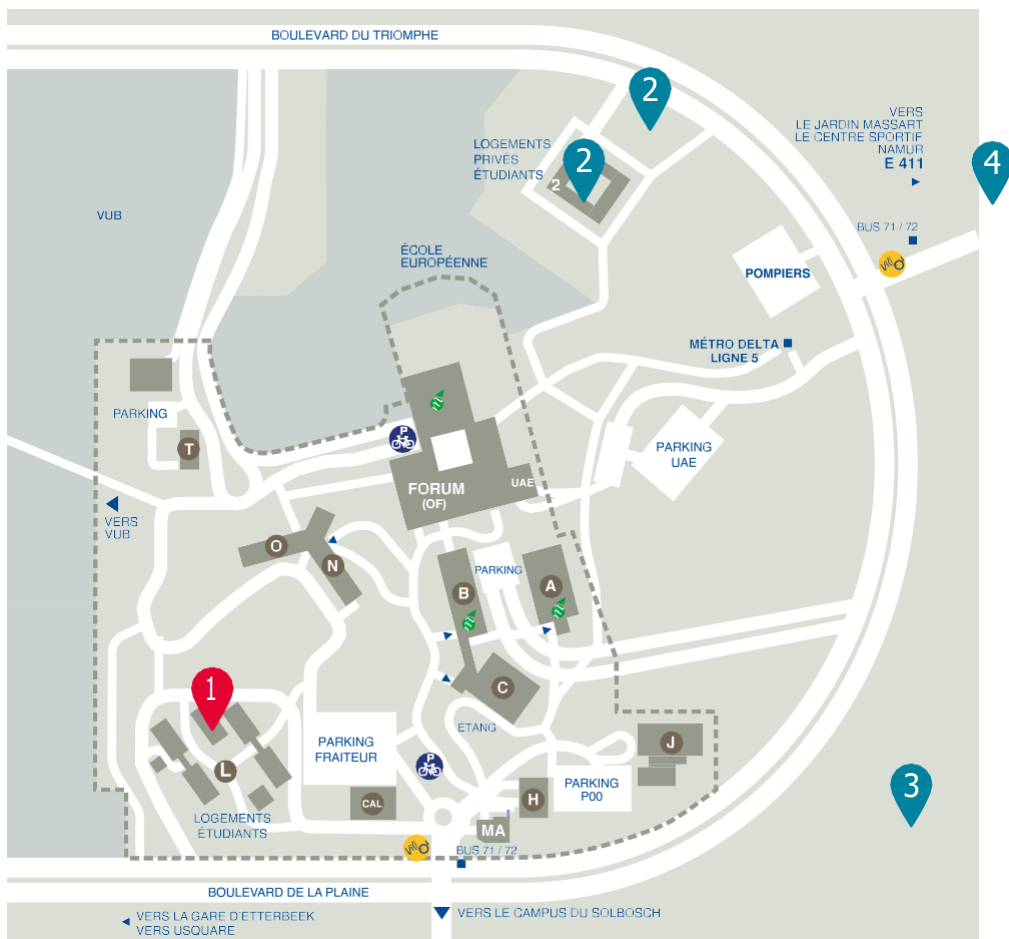 BOULEVARD DU TRIOMPHE
2
VERS
LE JARDIN MASSART
LE CENTRE SPORTIF
NAMUR
E 411
4
LOGEMENTS
PRIVÉS
ÉTUDIANTS
2
2
VUB
BUS 71 / 72
ÉCOLE
EUROPÉENNE
POMPIERS
MÉTRO DELTA
LIGNE 5
PARKING
T
P
PARKING
UAE
FORUM
(OF)
UAE
VERS
VUB
O
N
PARKING
B
A
1
C
ÉTANG
PARKING
FRAITEUR
J
P
L
PARKING
P00
3
CAL
H
LOGEMENTS
ÉTUDIANTS
MA
BUS 71 / 72
BOULEVARD DE LA PLAINE
VERS LA GARE D'ETTERBEEK
VERS USQUARE
VERS LE CAMPUS DU SOLBOSCH